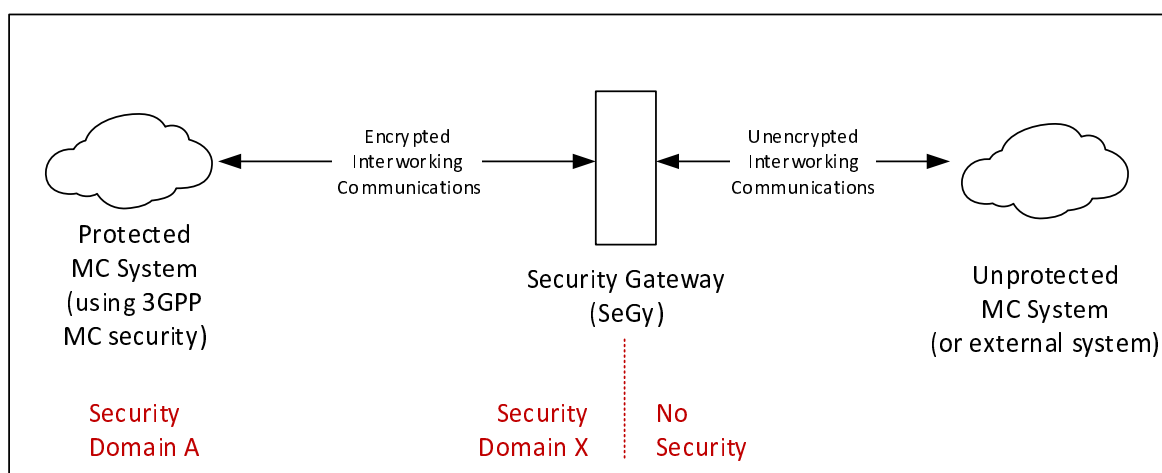 Encrypted
Interworking
Communications
Unencrypted
Interworking
Communications
Protected
MC System
(using 3GPP
MC security)
Security Gateway
(SeGy)
Unprotected
MC System
(or external system)
Security
Domain A
Security
Domain X
No
Security